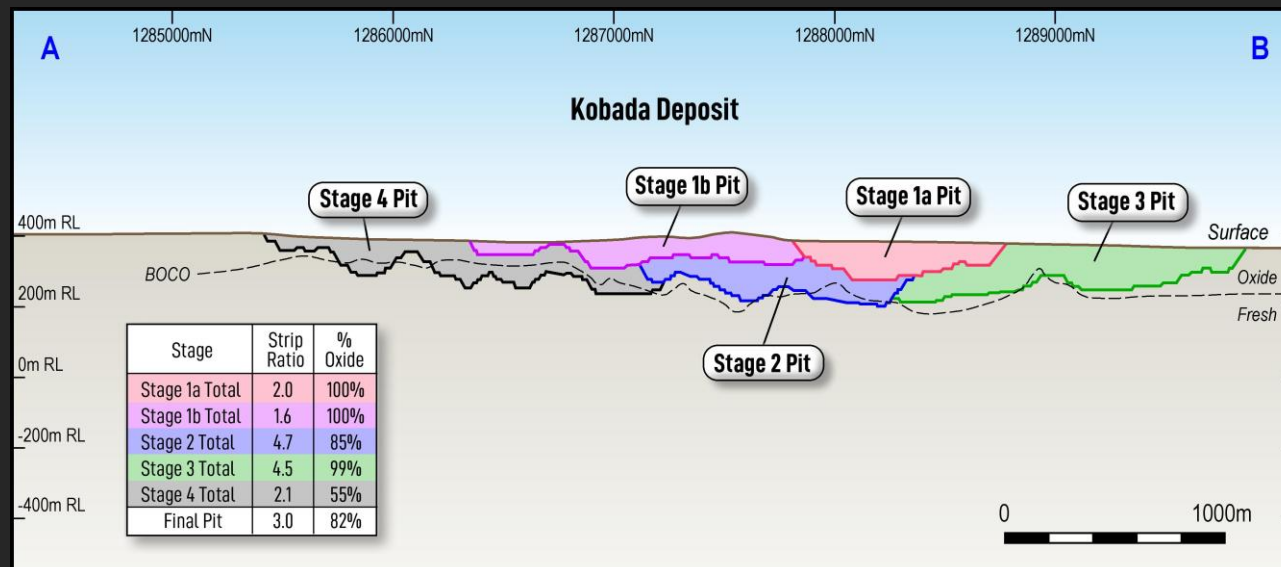 A
1285000mN
1286000mN
1287000mN
1288000mN
1289000mN
B
Kobada Deposit
Stage 4 Pit
Stage 1b Pit
Stage 1a Pit
Stage 3 Pit
400m RL
Surface
BOCO
Oxide
200m RL
Fresh
Stage 2 Pit
0m RL
-200m RL
-400m RL
Stage Strip Ratio % Oxide
Stage 1a Total 2.0 100%
Stage 1b Total 1.6 100%
Stage 2 Total 4.7 85%
Stage 3 Total 4.5 99%
Stage 4 Total 2.1 55%
Final Pit 3.0 82%
0 1000m